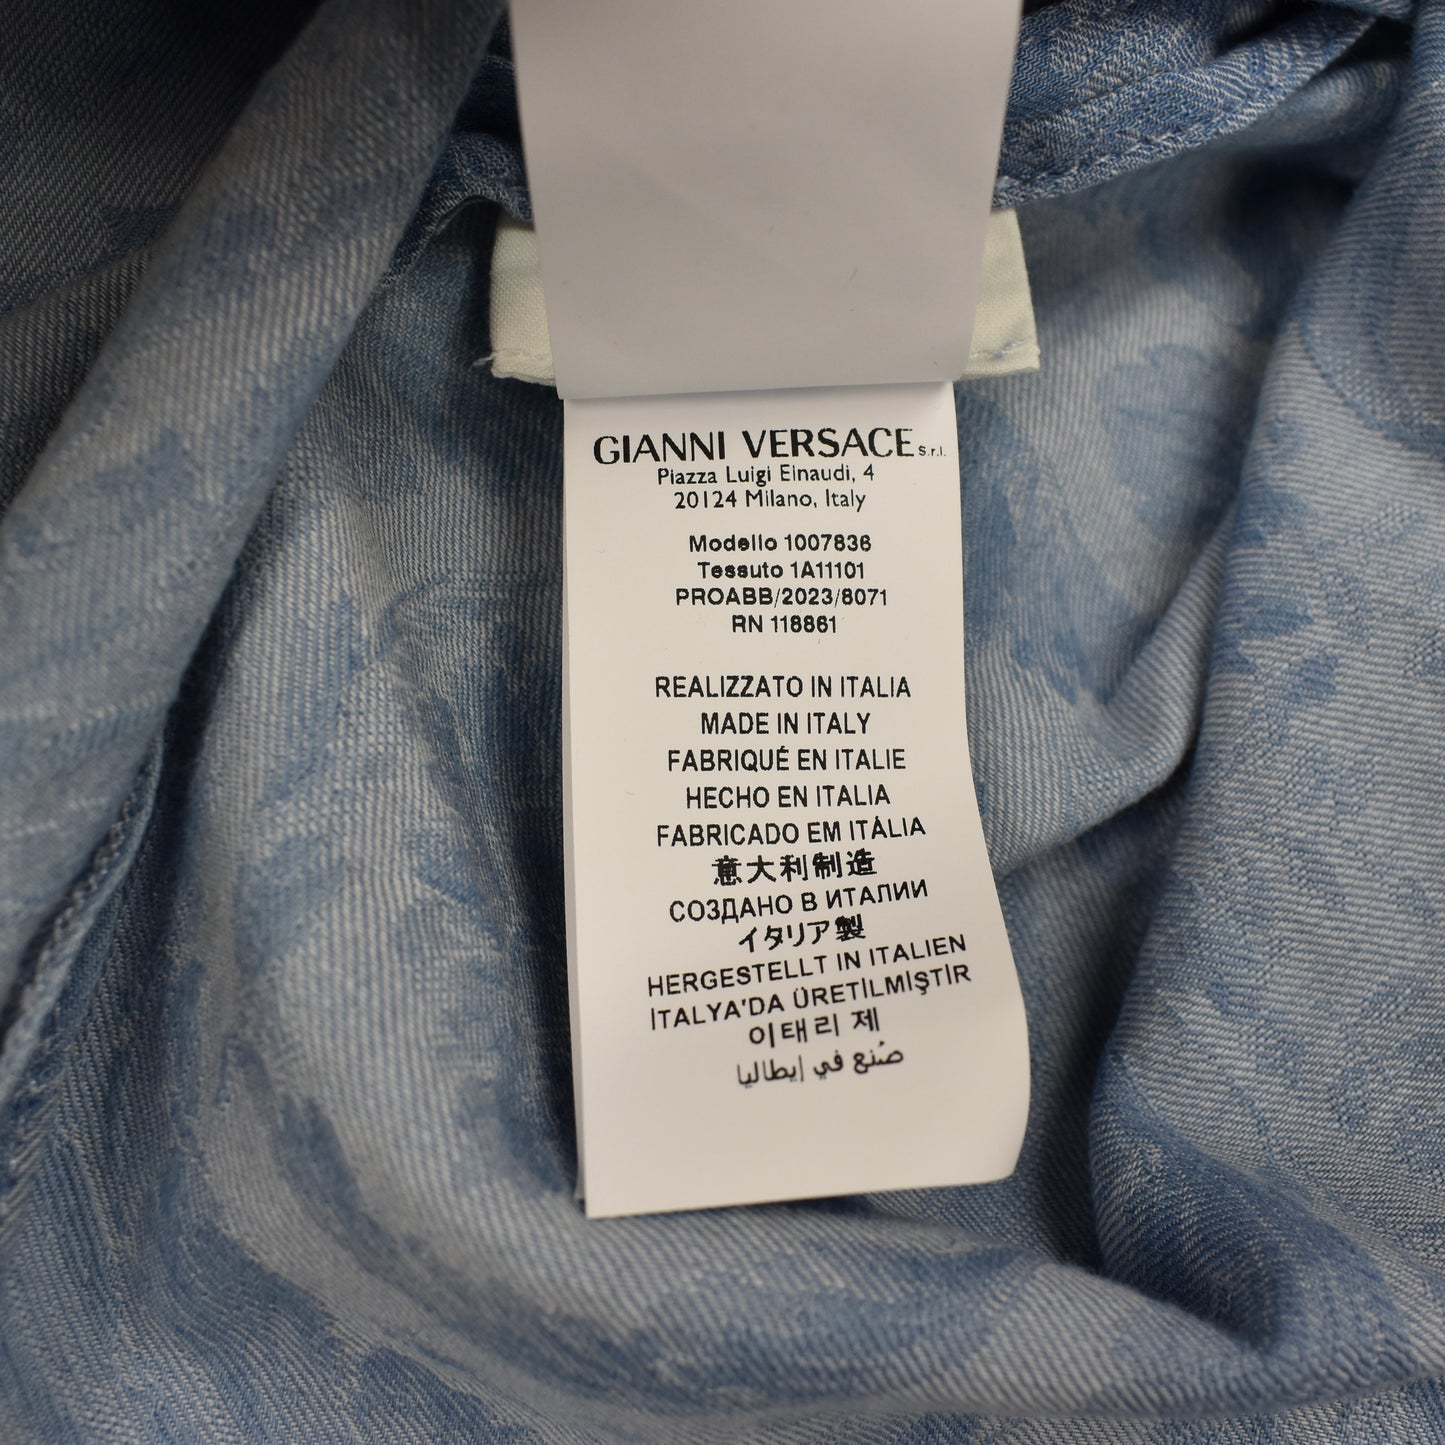 GIANNI VERSACE S.r.l.
Piazza Luigi Einaudi, 4
20124 Milano, Italy
Modello 1007836
Tessuto 1A11101
PROABB/2023/8071
RN 118861
REALIZZATO IN ITALIA
MADE IN ITALY
FABRIQUÉ EN ITALIE
HECHO EN ITALIA
FABRICADO EM ITÁLIA
意大利制造
СОЗДАНО В ИТАЛИИ
イタリア製
HERGESTELLT IN ITALIEN
İTALYA'DA ÜRETİLMİŞTİR
이태리 제
صُنع في إيطاليا